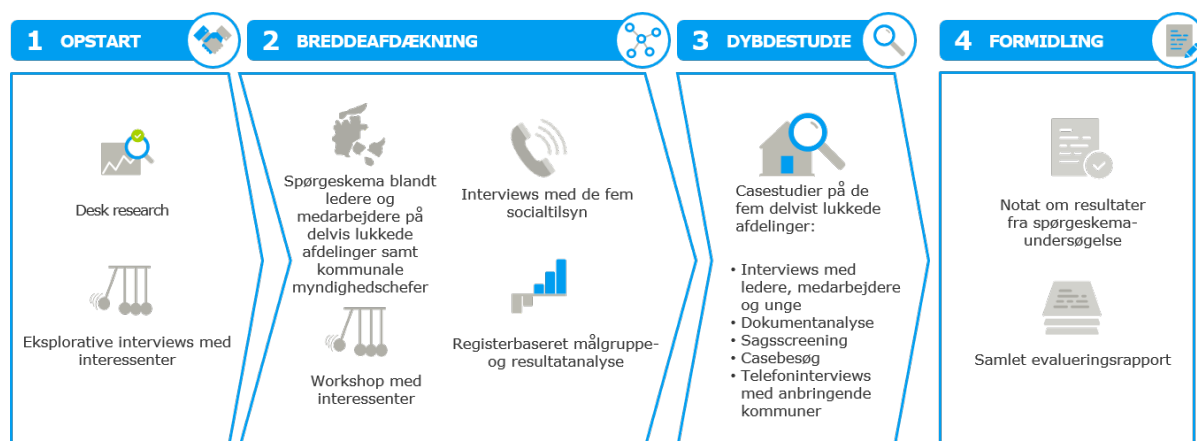 1 OPSTART
2 BREDDEAFDÆKNING
3 DYBDESTUDIE
4 FORMIDLING
Desk research
Eksplorative interviews med
interessenter
Spørgeskema blandt
ledere og
medarbejdere på
delvis lukkede
afdelinger samt
kommunale
myndighedschefer
Workshop med
interessenter
Interviews med de fem
socialtilsyn
Registerbaseret målgruppe-
og resultatanalyse
Casestudier på de
fem delvist lukkede
afdelinger:
• Interviews med
ledere, medarbejdere
og unge
• Dokumentanalyse
• Sagsscreening
• Casebesøg
• Telefoninterviews
med anbringende
kommuner
Notat om resultater
fra spørgeskema-
undersøgelse
Samlet evalueringsrapport